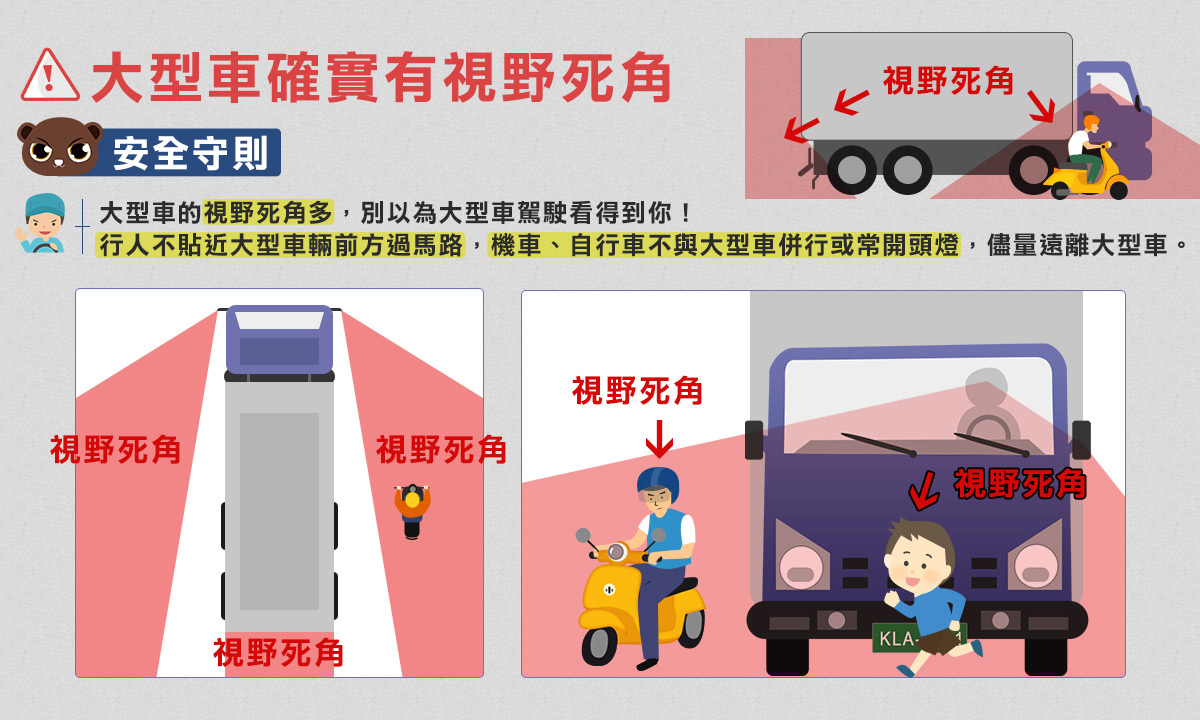 大型車確實有視野死角
視野死角
安全守則
大型車的視野死角多，別以為大型車駕駛看得到你！
行人不貼近大型車輛前方過馬路，機車、自行車不與大型車併行或常開頭燈，儘量遠離大型車。
視野死角
視野死角
視野死角
視野死角
視野死角
KLA-